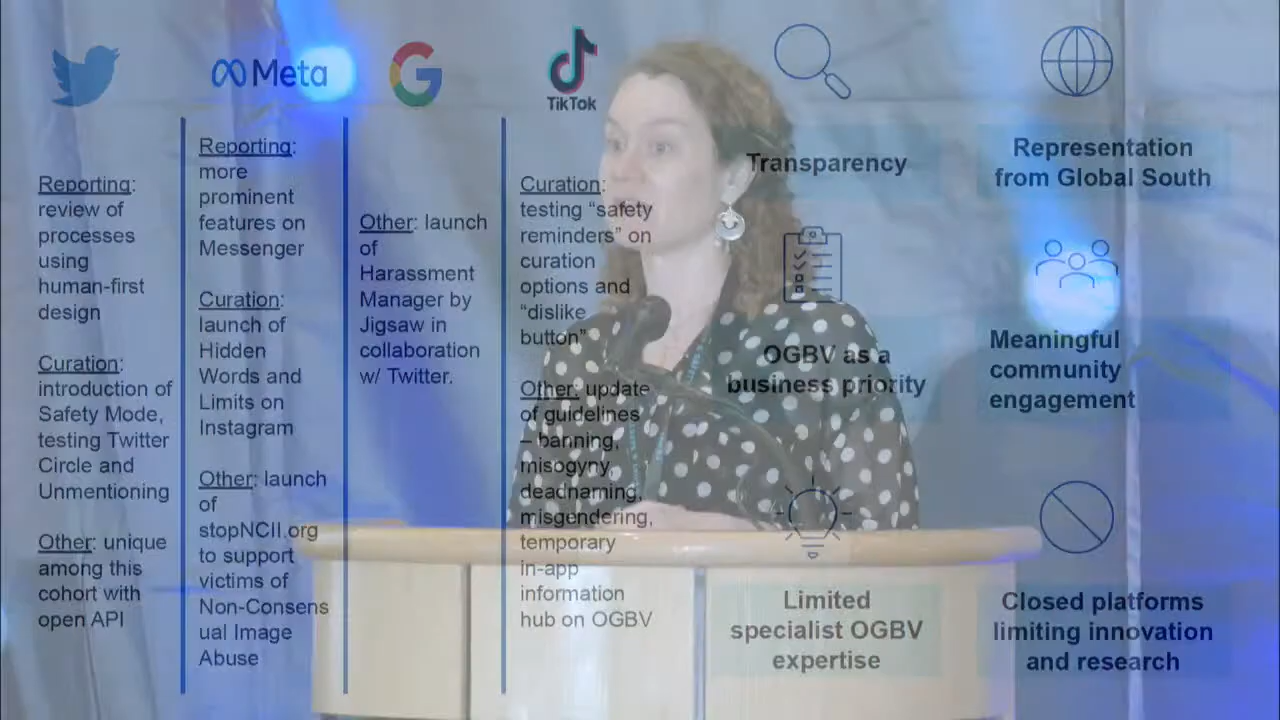 Meta
TikTok
Reporting:
review of
processes
using
human-first
design
Curation:
introduction of
Safety Mode,
testing Twitter
Circle and
Unmentioning
Other: unique
among this
cohort with
open API
Reporting:
more
prominent
features on
Messenger
Curation:
launch of
Hidden
Words and
Limits on
Instagram
Other: launch
of
stopNCII.org
to support
victims of
Non-Consens
ual Image
Abuse
Other: launch
of
Harassment
Manager by
Jigsaw in
collaboration
w/ Twitter.
Curation:
testing “safety
reminders” on
curation
options and
“dislike
button”
Other: update
of guidelines
– banning,
misogyny
deadnaming,
misgendering,
temporary
in-app
information
hub on OGBV
Transparency
Representation
from Global South
OGBV as a
business priority
Meaningful
community
engagement
Limited
specialist OGBV
expertise
Closed platforms
limiting innovation
and research